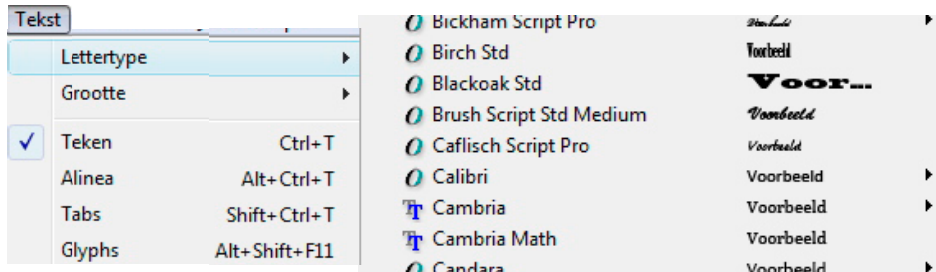 Tekst
Lettertype
Grootte
Teken Ctrl+T
Alinea Alt+Ctrl+T
Tabs Shift+Ctrl+T
Glyphs Alt+Shift+F11
Bickham Script Pro Voorbeeld
Birch Std Voorbeeld
Blackoak Std Voor...
Brush Script Std Medium Voorbeeld
Caflisch Script Pro Voorbeeld
Calibri Voorbeeld
Cambria Voorbeeld
Cambria Math Voorbeeld
Candara Voorbeeld